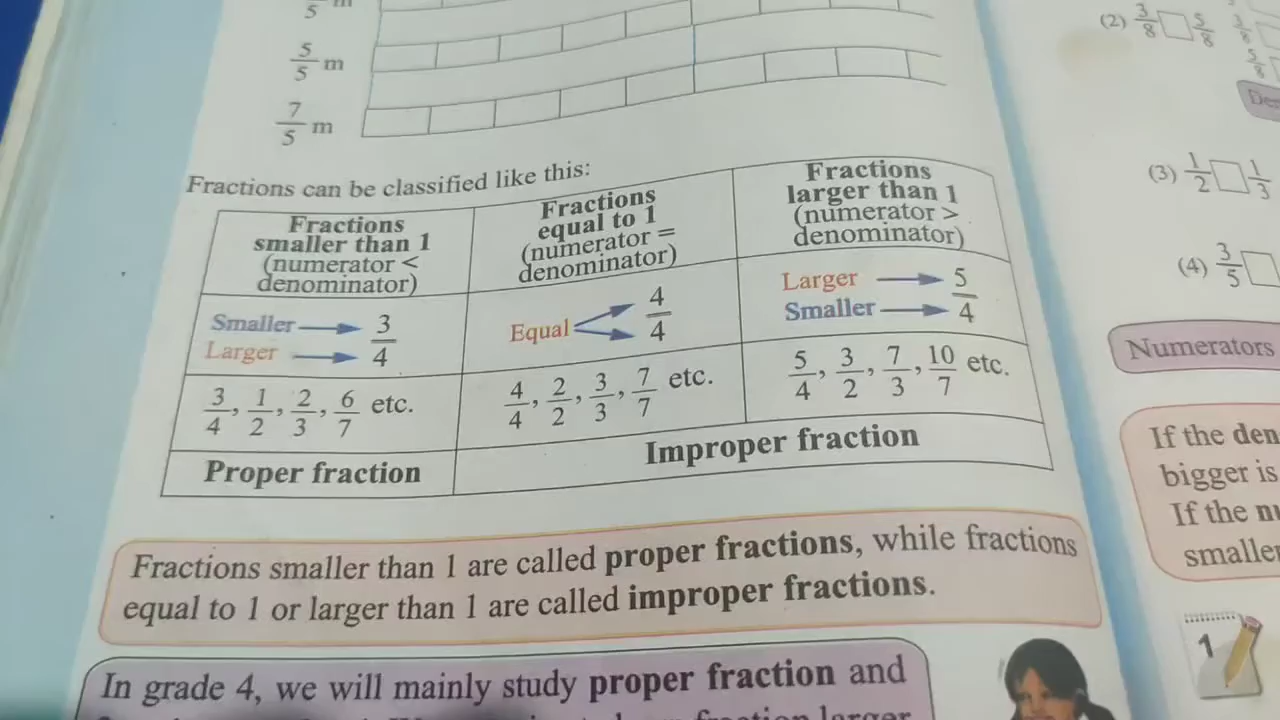 5 m
5/5 m
7/5 m
Fractions can be classified like this:
Fractions
smaller than 1
(numerator <
denominator)
Fractions
equal to 1
(numerator =
denominator)
Fractions
larger than 1
(numerator >
denominator)
Smaller → 3/4
Larger →
Equal 4/4
Larger → 5/4
Smaller →
3/4, 1/2, 2/3, 6/7 etc.
4/4, 2/2, 3/3, 7/7 etc.
5/4, 3/2, 7/3, 10/7 etc.
Proper fraction
Improper fraction
Fractions smaller than 1 are called proper fractions, while fractions
equal to 1 or larger than 1 are called improper fractions.
In grade 4, we will mainly study proper fraction and
fraction larger
(2) 3/8 □ 5/8
(3) 1/2 □ 1/3
(4) 3/5 □
Numerators
If the
bigger is
If the
1